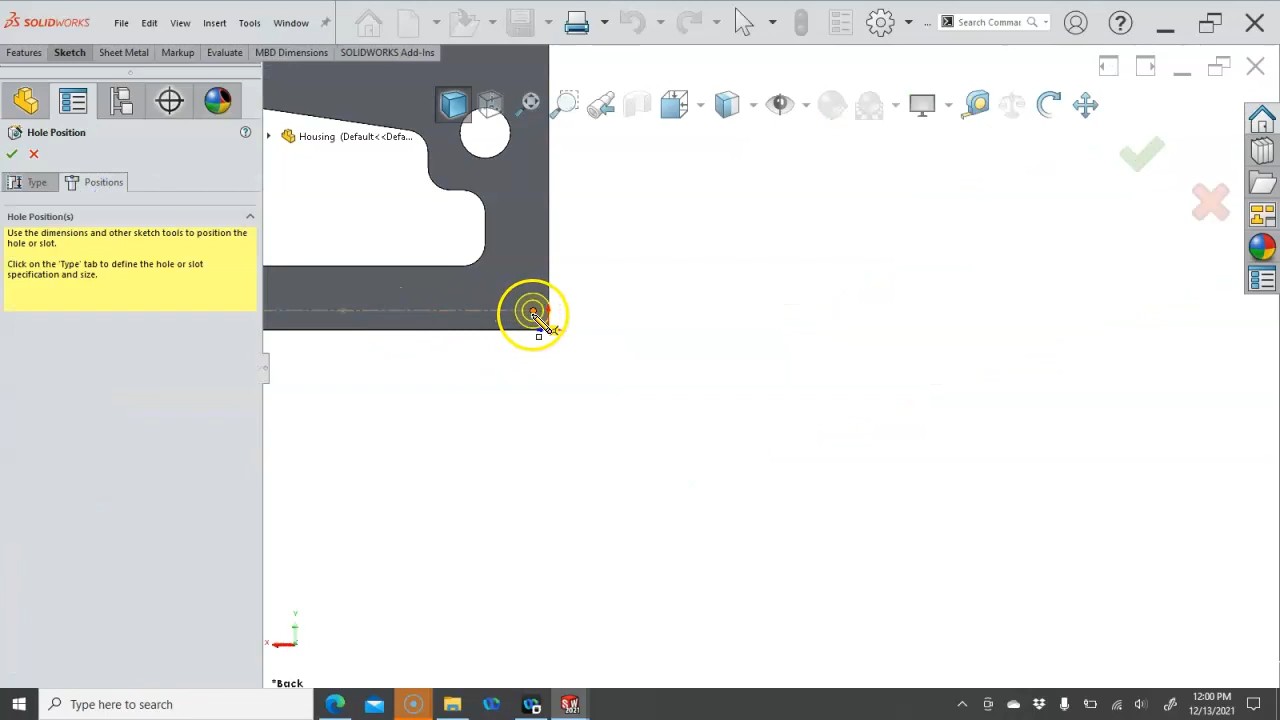 SOLIDWORKS
File Edit View Insert Tools Window
... Search Commar
Features Sketch Sheet Metal Markup Evaluate MBD Dimensions SOLIDWORKS Add-Ins
Hole Position
Housing (Default<<Defa...
Type Positions
Hole Position(s)
Use the dimensions and other sketch tools to position the
hole or slot.
Click on the 'Type' tab to define the hole or slot
specification and size.
Y
X
*Back
Type here to search
SW
2021
12:00 PM
12/13/2021